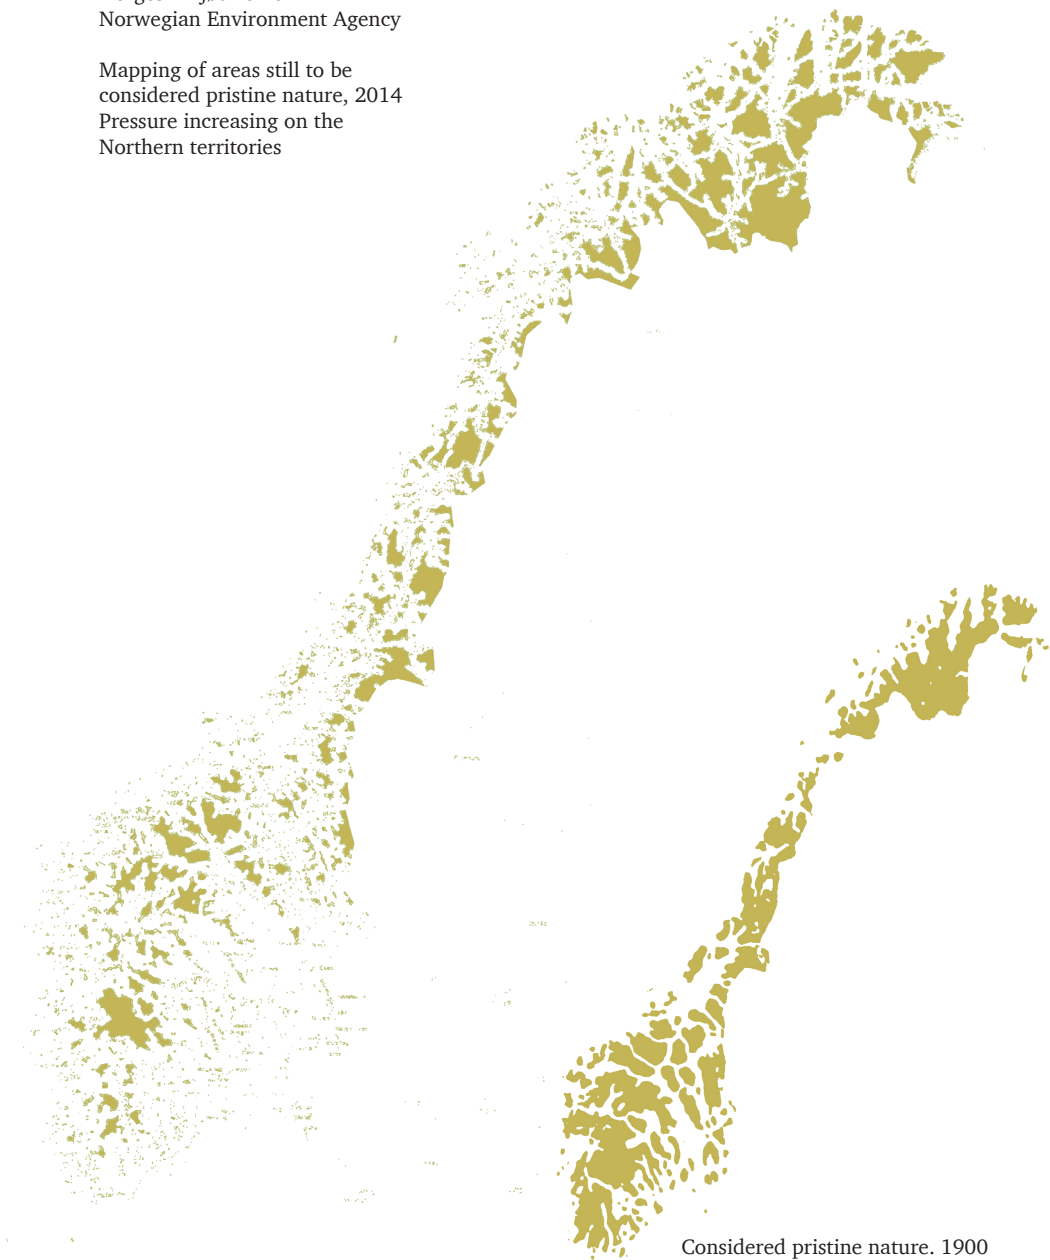 Norwegian Environment Agency
Mapping of areas still to be
considered pristine nature, 2014
Pressure increasing on the
Northern territories
Considered pristine nature. 1900